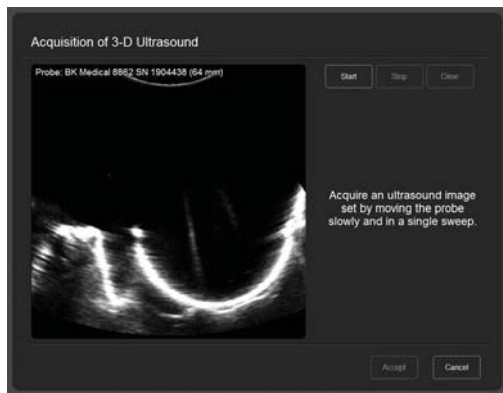 Acquisition of 3-D Ultrasound
Probe: BK Medical 8862 SN 1904438 (64 mm)
Start
Stop
Clear
Acquire an ultrasound image
set by moving the probe
slowly and in a single sweep.
Accept
Cancel